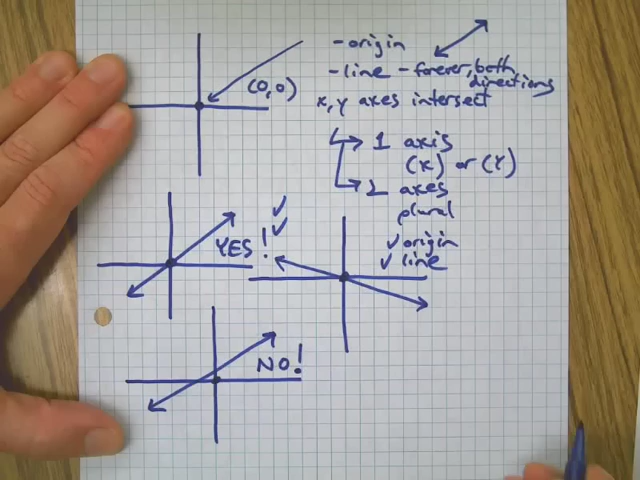 -origin
-line -forever, both directions
(0,0)
x,y axes intersect
1 axis
(X) or (Y)
2 axes
plural
YES!
✓ origin
✓ line
NO!